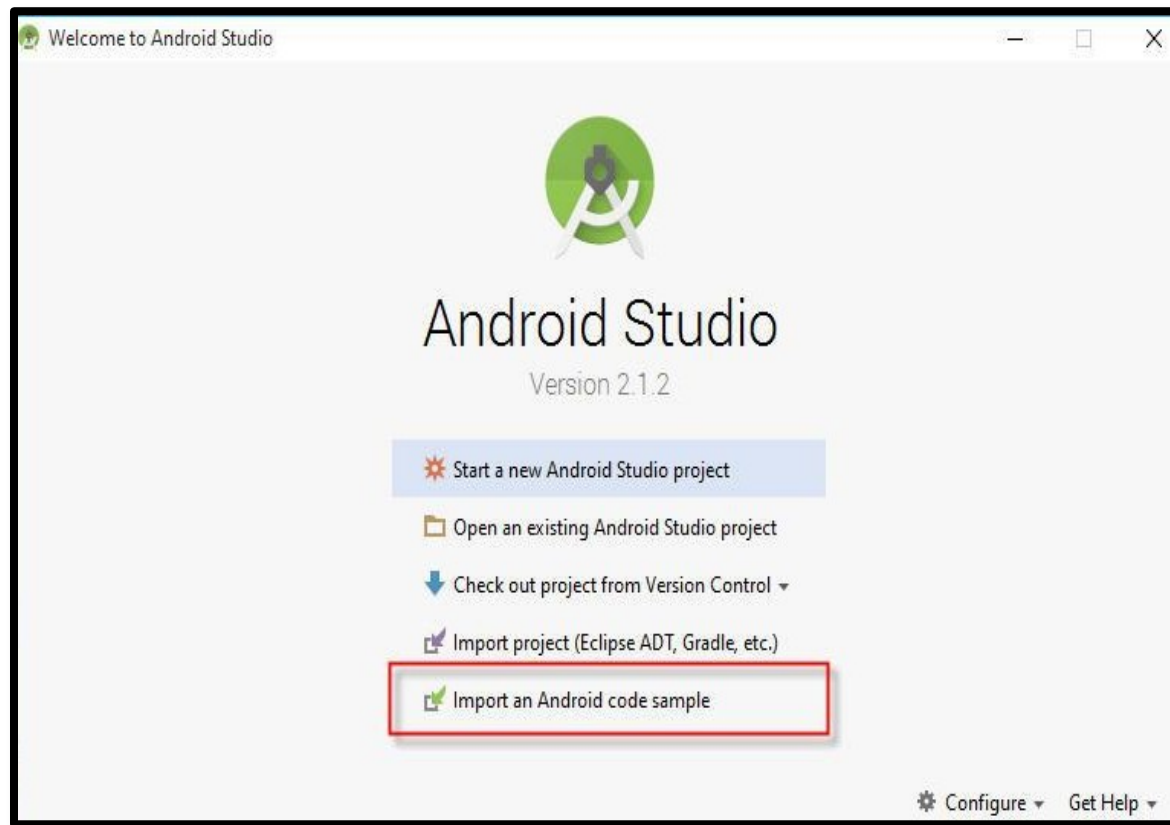 Welcome to Android Studio
Android Studio
Version 2.1.2
Start a new Android Studio project
Open an existing Android Studio project
Check out project from Version Control
Import project (Eclipse ADT, Gradle, etc.)
Import an Android code sample
Configure Get Help